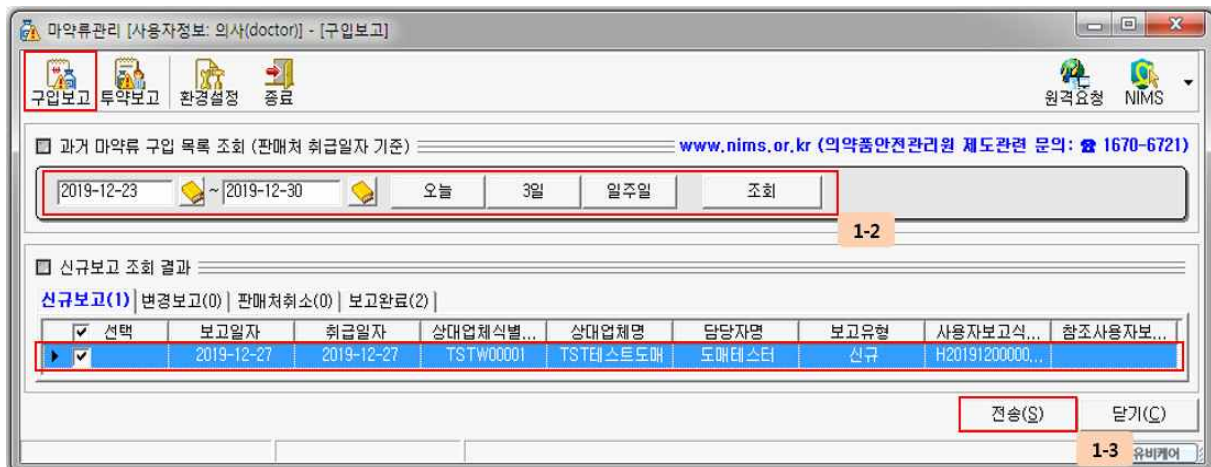 마약류관리 [사용자정보: 의사(doctor)] - [구입보고]
구입보고 투약보고 환경설정 종료 원격요청 NIMS
과거 마약류 구입 목록 조회 (판매처 취급일자 기준) www.nims.or.kr (의약품안전관리원 제도관련 문의: ☎ 1670-6721)
2019-12-23 ~ 2019-12-30 오늘 3일 일주일 조회
1-2
신규보고 조회 결과
신규보고(1) 변경보고(0) 판매처취소(0) 보고완료(2)
선택 보고일자 취급일자 상대업체식별... 상대업체명 담당자명 보고유형 사용자보고식... 참조사용자보...
2019-12-27 2019-12-27 TSTW00001 TST테스트도매 도매테스터 신규 H20191200000...
전송(S) 닫기(C)
1-3 유비케어